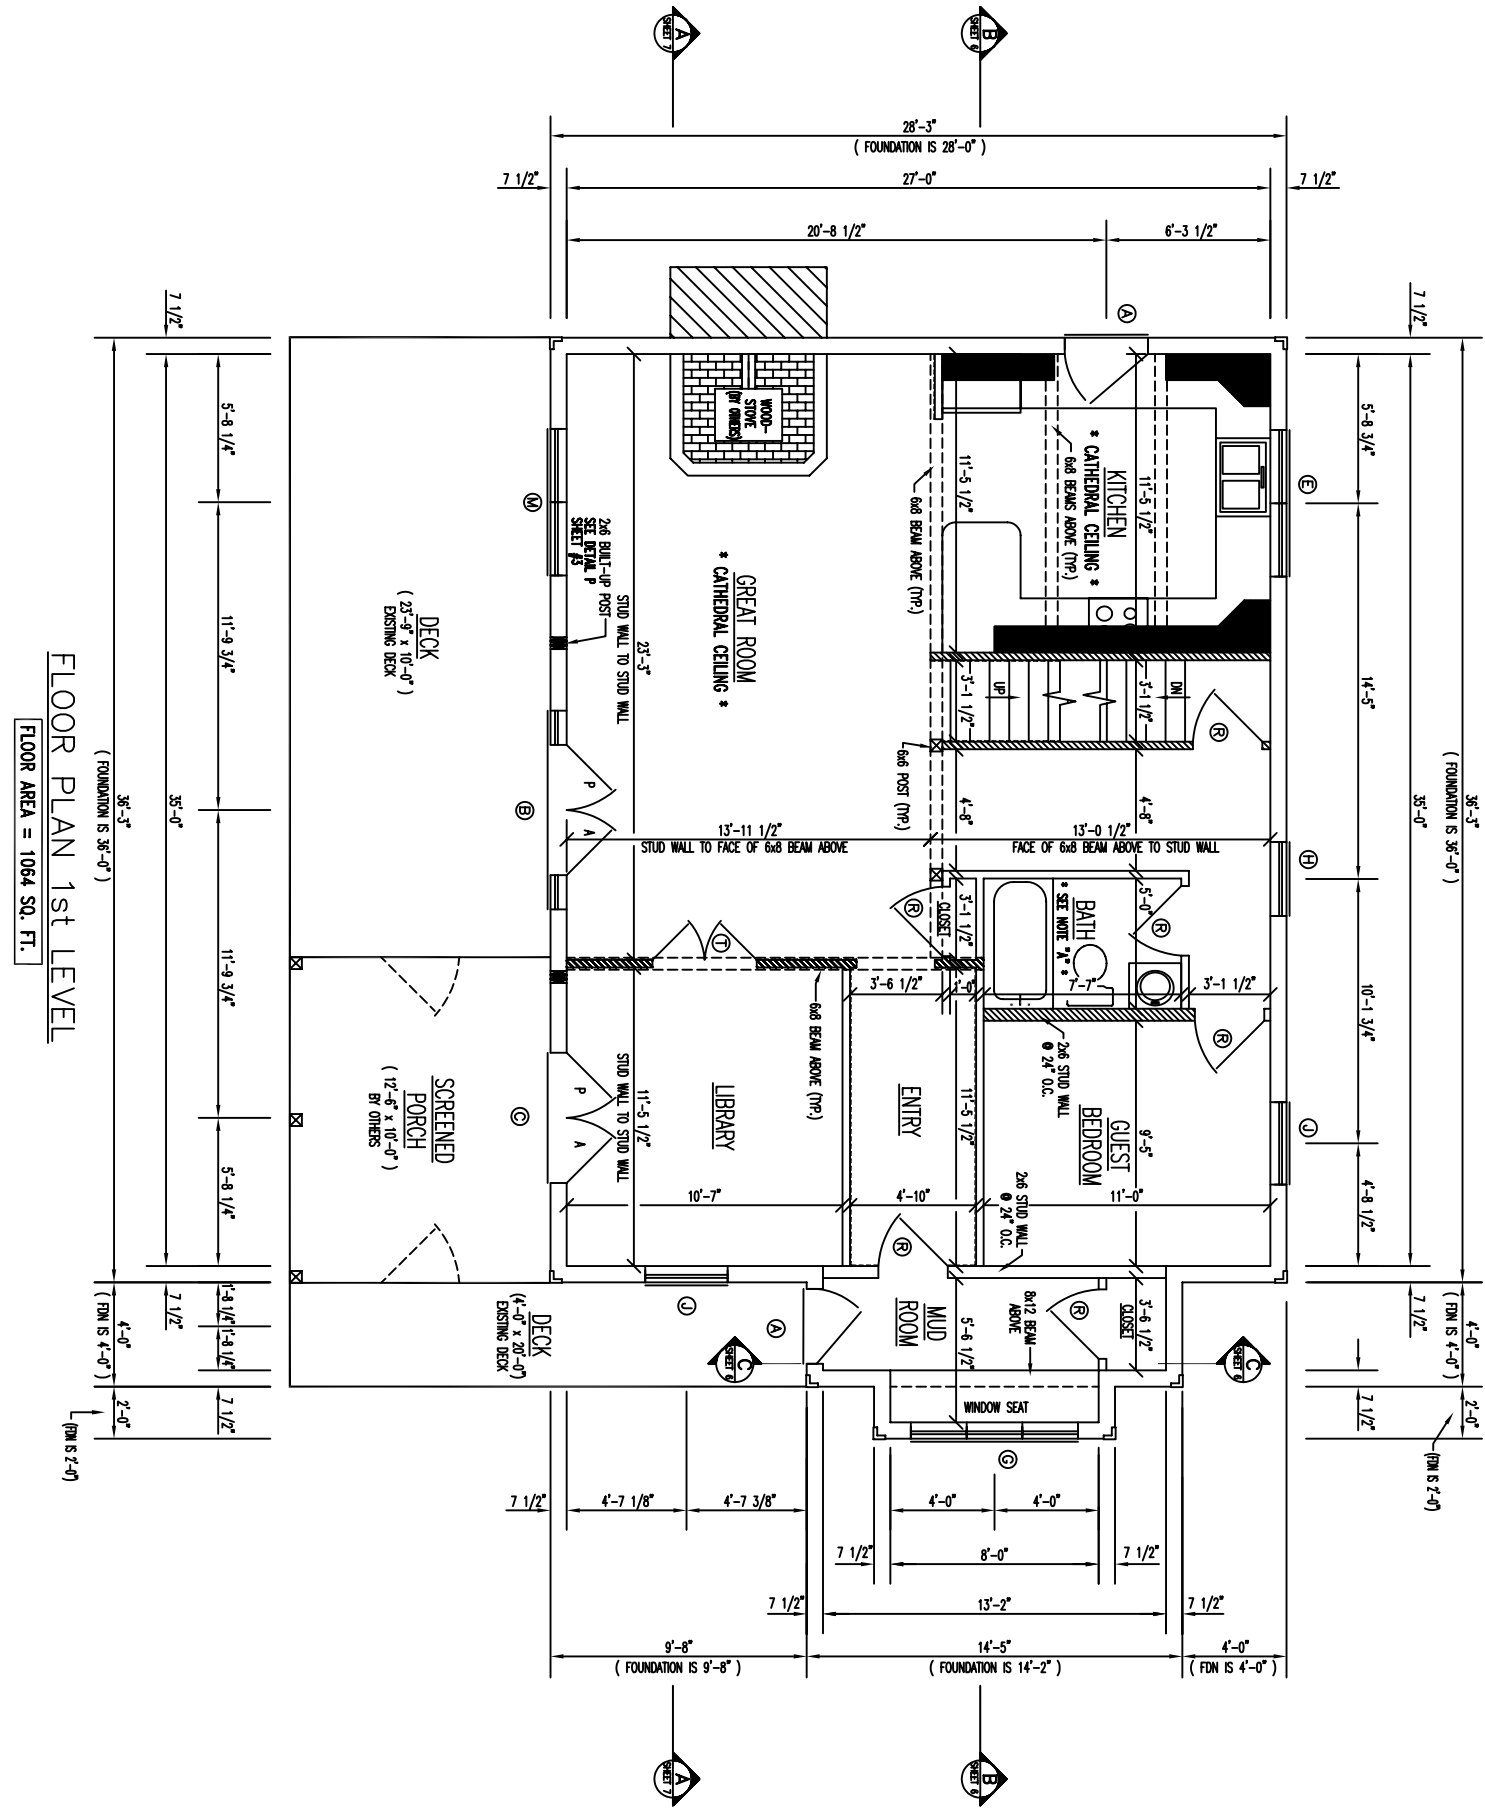 A
SHEET 7
B
SHEET 6
28'-3"
( FOUNDATION IS 28'-0" )
7 1/2"
27'-0"
7 1/2"
20'-8 1/2"
6'-3 1/2"
36'-3"
( FOUNDATION IS 36'-0" )
4'-0"
( FDN IS 4'-0" )
2'-0"
(FDN IS 2'-0")
7 1/2"
35'-0"
7 1/2"
7 1/2"
5'-8 3/4"
14'-5"
10'-1 3/4"
4'-8 1/2"
A
E
H
J
KITCHEN
* CATHEDRAL CEILING *
6x8 BEAMS ABOVE (TYP.)
11'-5 1/2"
11'-5 1/2"
6x8 BEAM ABOVE (TYP.)
WOOD-
STOVE
(BY OWNERS)
DN
UP
3'-1 1/2"
3'-1 1/2"
R
4'-8"
4'-8"
6x6 POST (TYP.)
13'-11 1/2"
STUD WALL TO FACE OF 6x8 BEAM ABOVE
13'-0 1/2"
FACE OF 6x8 BEAM ABOVE TO STUD WALL
GREAT ROOM
* CATHEDRAL CEILING *
23'-3"
STUD WALL TO STUD WALL
2x6 BUILT-UP POST
SEE DETAIL P
SHEET #3
BATH
* SEE NOTE "A" *
5'-0"
R
CLOSET
3'-1 1/2"
R
T
3'-6 1/2"
1'-0"
7'-7"
3'-1 1/2"
R
2x6 STUD WALL
@ 24" O.C.
6x8 BEAM ABOVE (TYP.)
GUEST
BEDROOM
9'-5"
ENTRY
11'-5 1/2"
LIBRARY
11'-5 1/2"
STUD WALL TO STUD WALL
10'-7"
4'-10"
11'-0"
2x6 STUD WALL
@ 24" O.C.
R
MUD
ROOM
5'-6 1/2"
R
CLOSET
3'-6 1/2"
8x12 BEAM
ABOVE
WINDOW SEAT
G
J
A
C
SHEET 6
C
SHEET 6
M
B
C
P
A
P
A
DECK
( 23'-9" x 10'-0" )
EXISTING DECK
SCREENED
PORCH
( 12'-6" x 10'-0" )
BY OTHERS
DECK
(4'-0" x 20'-0")
EXISTING DECK
5'-8 1/4"
11'-9 3/4"
11'-9 3/4"
5'-8 1/4"
1'-8 1/4"
1'-8 1/4"
7 1/2"
7 1/2"
35'-0"
7 1/2"
36'-3"
( FOUNDATION IS 36'-0" )
4'-0"
( FDN IS 4'-0" )
2'-0"
(FDN IS 2'-0")
7 1/2"
4'-7 1/8"
4'-7 3/8"
4'-0"
4'-0"
7 1/2"
8'-0"
7 1/2"
7 1/2"
13'-2"
7 1/2"
9'-8"
( FOUNDATION IS 9'-8" )
14'-5"
( FOUNDATION IS 14'-2" )
4'-0"
( FDN IS 4'-0" )
A
SHEET 7
B
SHEET 6
FLOOR PLAN 1st LEVEL
FLOOR AREA = 1064 SQ. FT.